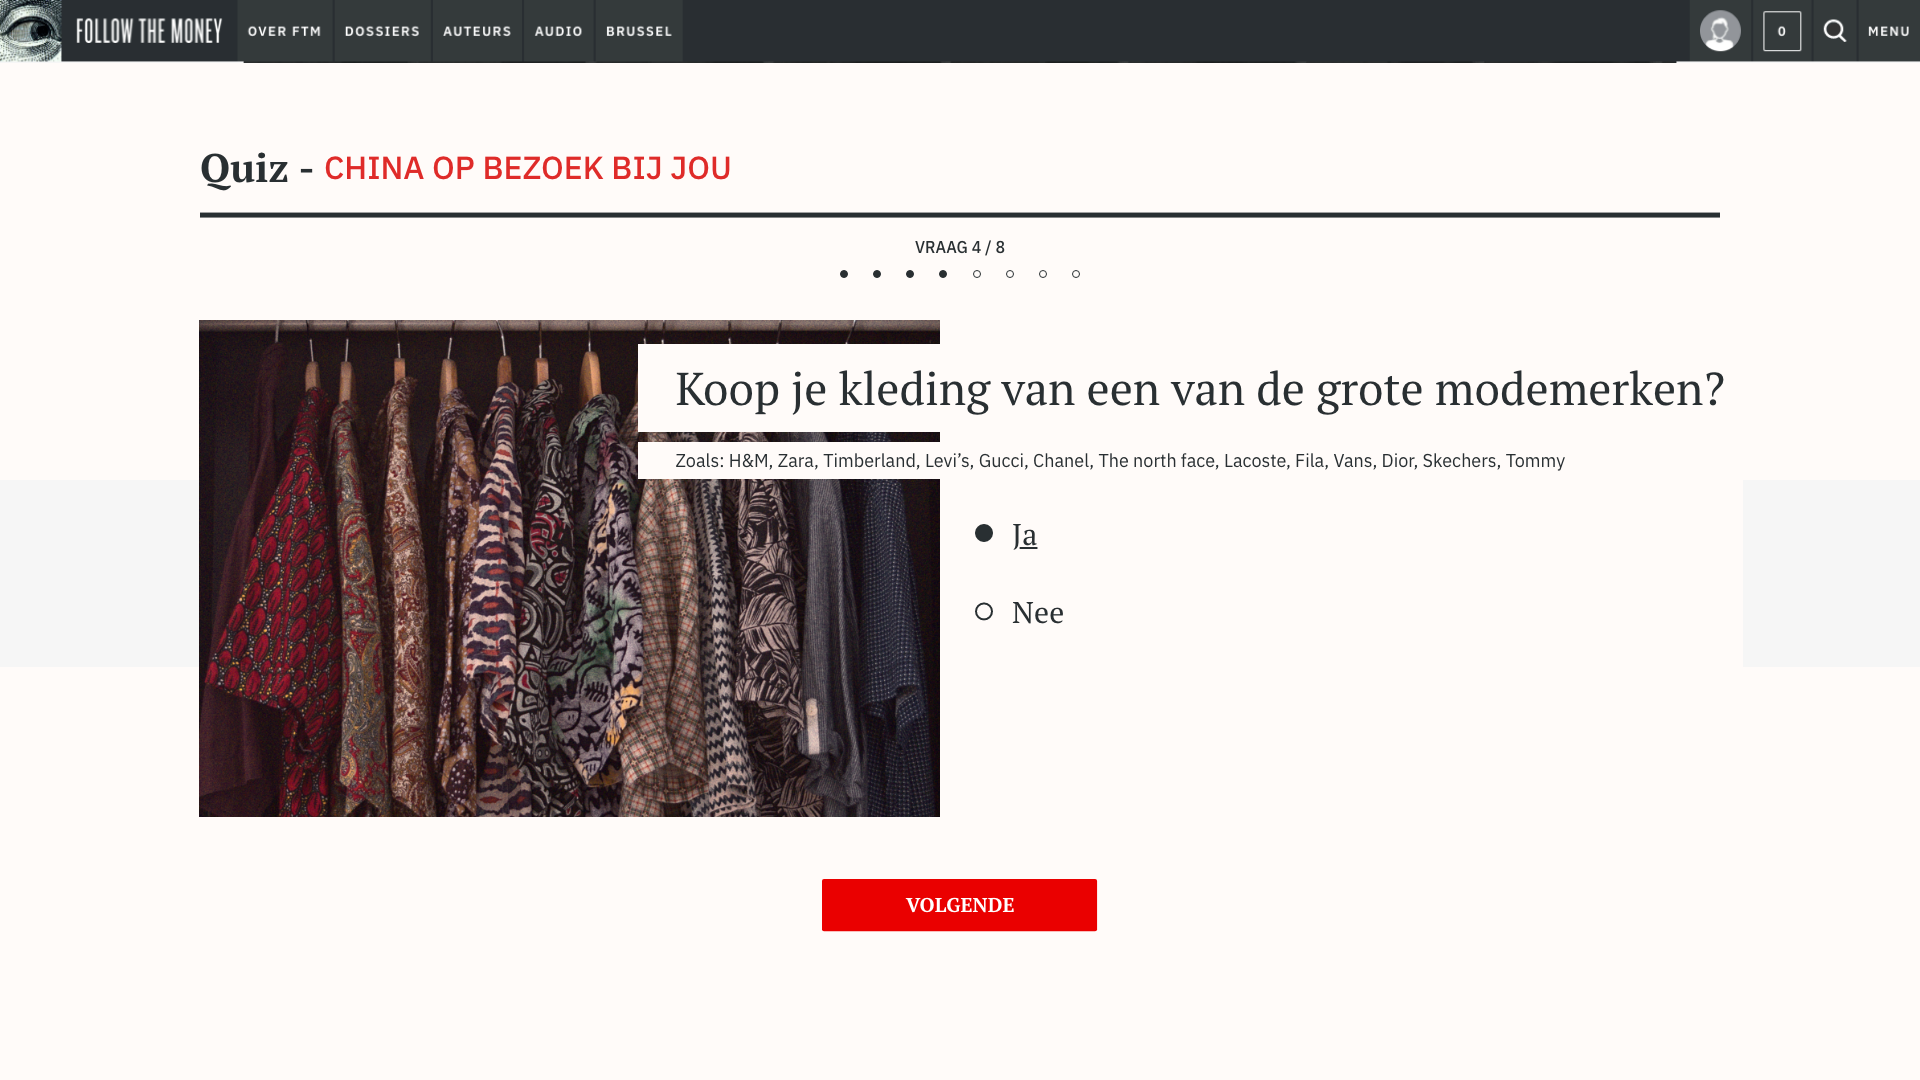 FOLLOW THE MONEY
OVER FTM
DOSSIERS
AUTEURS
AUDIO
BRUSSEL
0
MENU
Quiz - CHINA OP BEZOEK BIJ JOU
VRAAG 4 / 8
Koop je kleding van een van de grote modemerken?
Zoals: H&M, Zara, Timberland, Levi’s, Gucci, Chanel, The north face, Lacoste, Fila, Vans, Dior, Skechers, Tommy
Ja
Nee
VOLGENDE